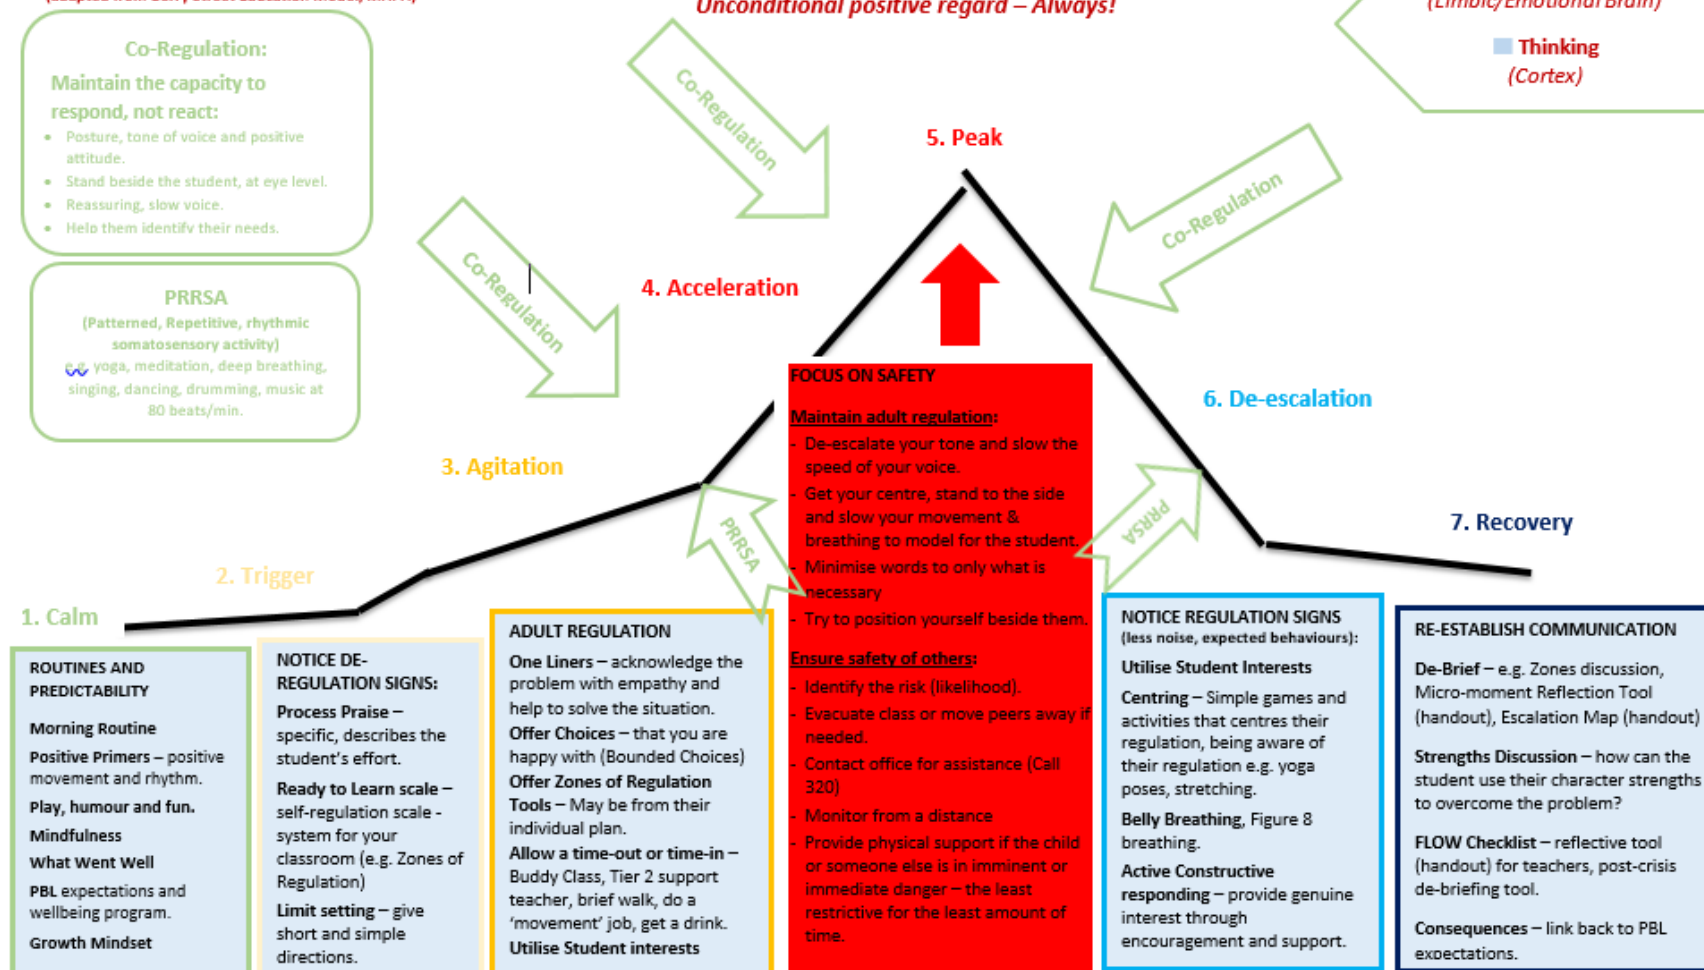 Unconditional positive regard – Always!
(Limbic/Emotional Brain)
Thinking
(Cortex)
Co-Regulation:
Maintain the capacity to
respond, not react:
• Posture, tone of voice and positive
attitude.
• Stand beside the student, at eye level.
• Reassuring, slow voice.
• Help them identify their needs.
PRRSA
(Patterned, Repetitive, rhythmic
somatosensory activity)
e.g. yoga, meditation, deep breathing,
singing, dancing, drumming, music at
80 beats/min.
Co-Regulation
Co-Regulation
Co-Regulation
1. Calm
2. Trigger
3. Agitation
4. Acceleration
5. Peak
6. De-escalation
7. Recovery
PRRSA
PRRSA
ROUTINES AND
PREDICTABILITY
Morning Routine
Positive Primers – positive
movement and rhythm.
Play, humour and fun.
Mindfulness
What Went Well
PBL expectations and
wellbeing program.
Growth Mindset
NOTICE DE-
REGULATION SIGNS:
Process Praise –
specific, describes the
student's effort.
Ready to Learn scale –
self-regulation scale -
system for your
classroom (e.g. Zones of
Regulation)
Limit setting – give
short and simple
directions.
ADULT REGULATION
One Liners – acknowledge the
problem with empathy and
help to solve the situation.
Offer Choices – that you are
happy with (Bounded Choices)
Offer Zones of Regulation
Tools – May be from their
individual plan.
Allow a time-out or time-in –
Buddy Class, Tier 2 support
teacher, brief walk, do a
'movement' job, get a drink.
Utilise Student interests
FOCUS ON SAFETY
Maintain adult regulation:
- De-escalate your tone and slow the
speed of your voice.
- Get your centre, stand to the side
and slow your movement &
breathing to model for the student.
- Minimise words to only what is
necessary
- Try to position yourself beside them.
Ensure safety of others:
- Identify the risk (likelihood).
- Evacuate class or move peers away if
needed.
- Contact office for assistance (Call
320)
- Monitor from a distance
- Provide physical support if the child
or someone else is in imminent or
immediate danger – the least
restrictive for the least amount of
time.
NOTICE REGULATION SIGNS
(less noise, expected behaviours):
Utilise Student Interests
Centring – Simple games and
activities that centres their
regulation, being aware of
their regulation e.g. yoga
poses, stretching.
Belly Breathing, Figure 8
breathing.
Active Constructive
responding – provide genuine
interest through
encouragement and support.
RE-ESTABLISH COMMUNICATION
De-Brief – e.g. Zones discussion,
Micro-moment Reflection Tool
(handout), Escalation Map (handout)
Strengths Discussion – how can the
student use their character strengths
to overcome the problem?
FLOW Checklist – reflective tool
(handout) for teachers, post-crisis
de-briefing tool.
Consequences – link back to PBL
expectations.